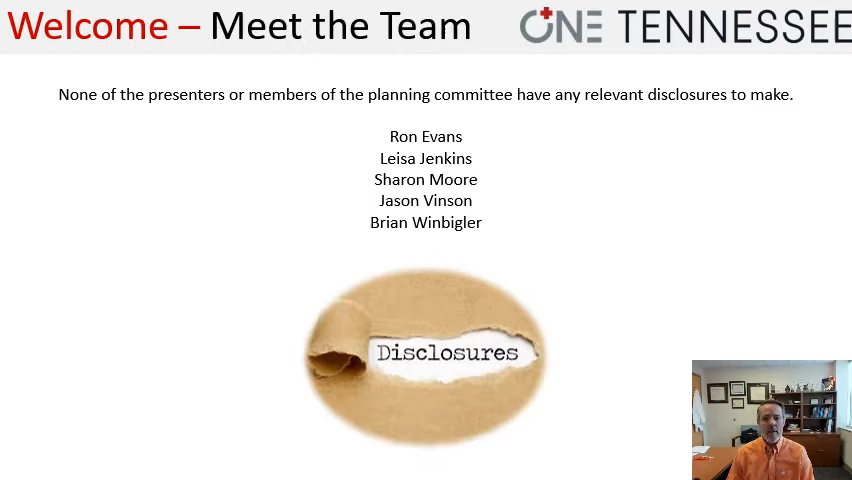 Welcome – Meet the Team
ONE TENNESSEE
None of the presenters or members of the planning committee have any relevant disclosures to make.
Ron Evans
Leisa Jenkins
Sharon Moore
Jason Vinson
Brian Winbigler
Disclosures